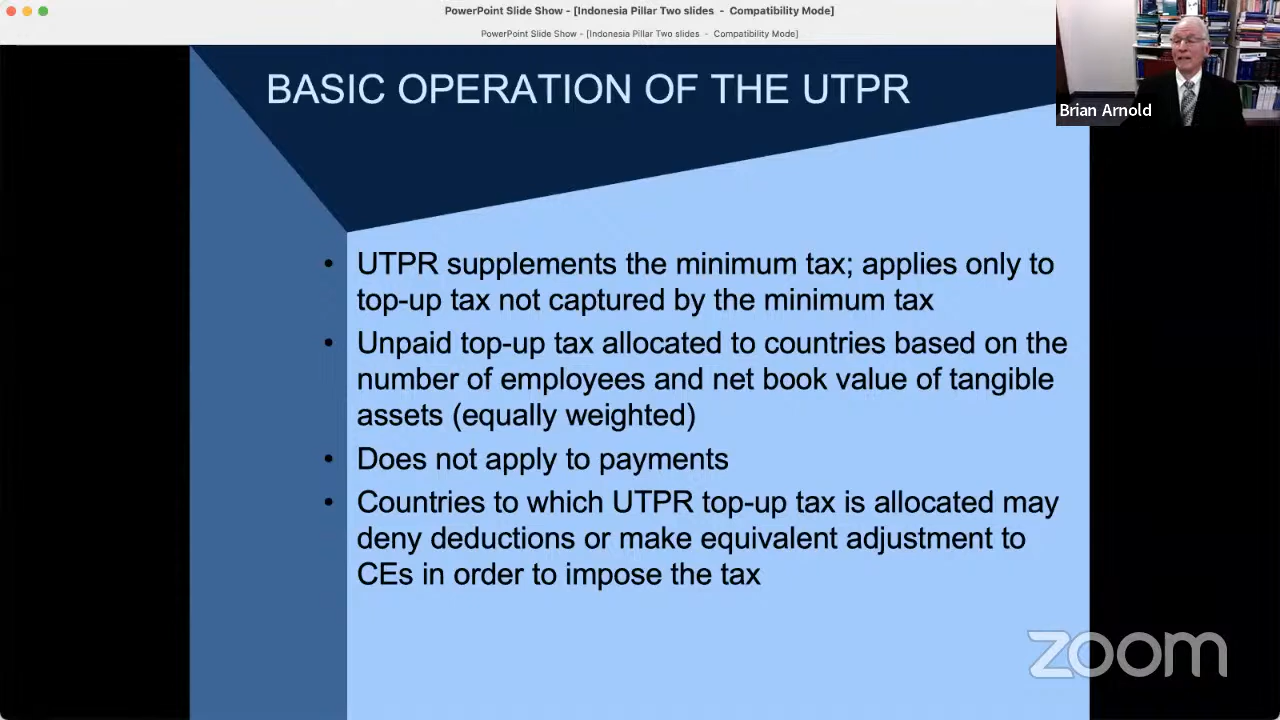 PowerPoint Slide Show - [Indonesia Pillar Two slides - Compatibility Mode]
PowerPoint Slide Show - [Indonesia Pillar Two slides - Compatibility Mode]
Brian Arnold
BASIC OPERATION OF THE UTPR
• UTPR supplements the minimum tax; applies only to
top-up tax not captured by the minimum tax
• Unpaid top-up tax allocated to countries based on the
number of employees and net book value of tangible
assets (equally weighted)
• Does not apply to payments
• Countries to which UTPR top-up tax is allocated may
deny deductions or make equivalent adjustment to
CEs in order to impose the tax
zoom